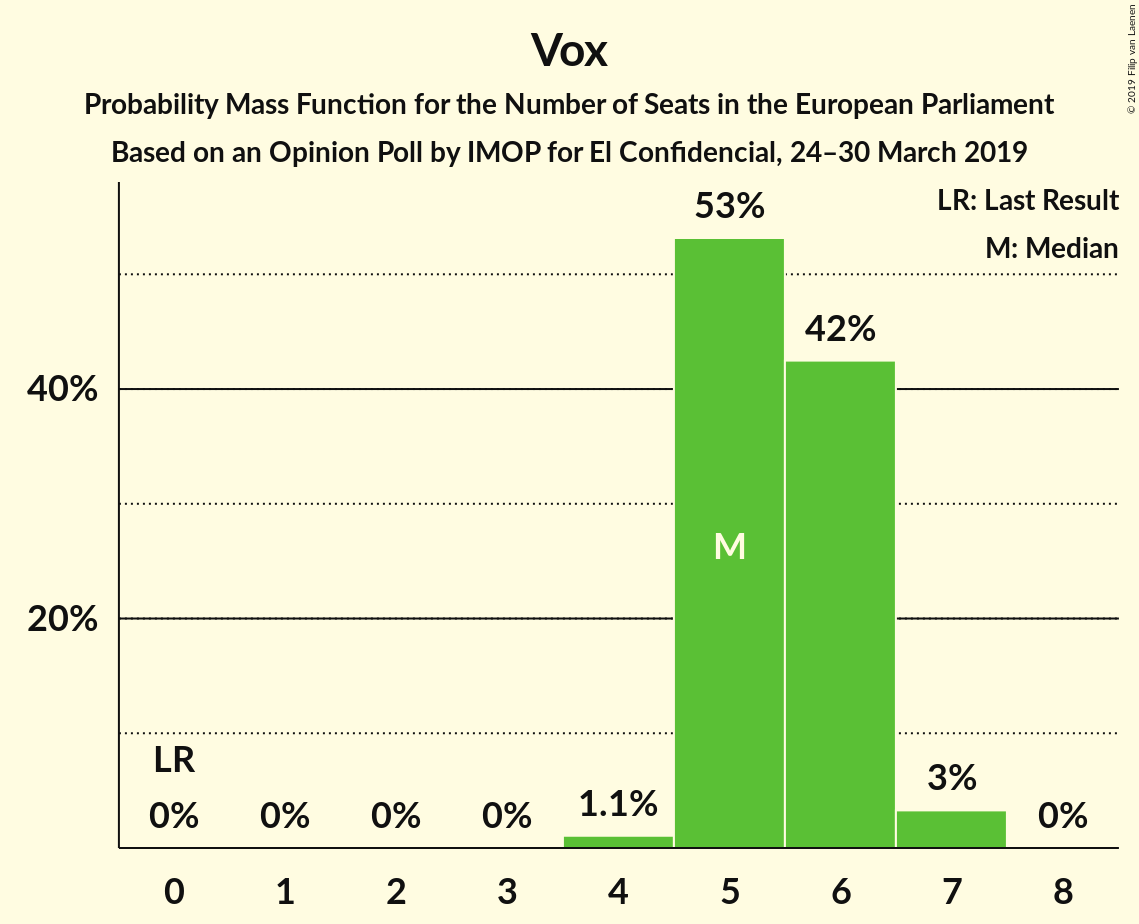 Vox
Probability Mass Function for the Number of Seats in the European Parliament
Based on an Opinion Poll by IMOP for El Confidencial, 24–30 March 2019
© 2019 Filip van Laenen
LR: Last Result
M: Median
53%
42%
40%
M
20%
LR
0% 0% 0% 0% 1.1% 3% 0%
0 1 2 3 4 5 6 7 8